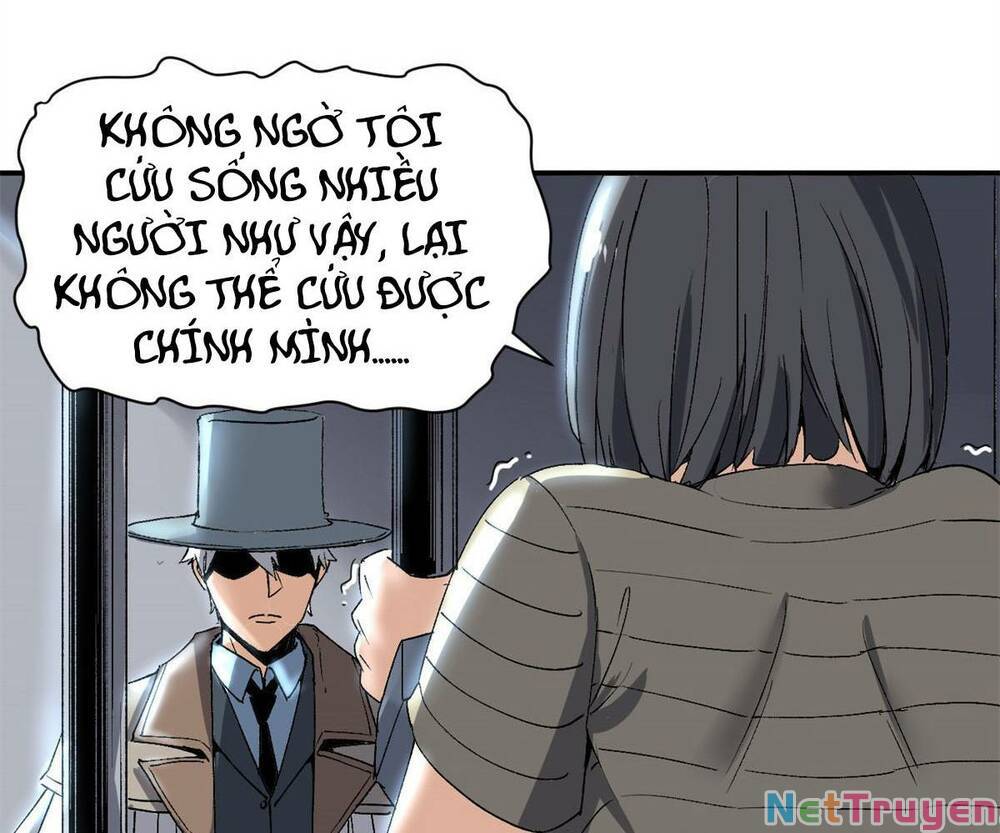 KHÔNG NGỜ TÔI
CỨU SỐNG NHIỀU
NGƯỜI NHƯ VẬY, LẠI
KHÔNG THỂ CỨU ĐƯỢC
CHÍNH MÌNH......
NetTruyen